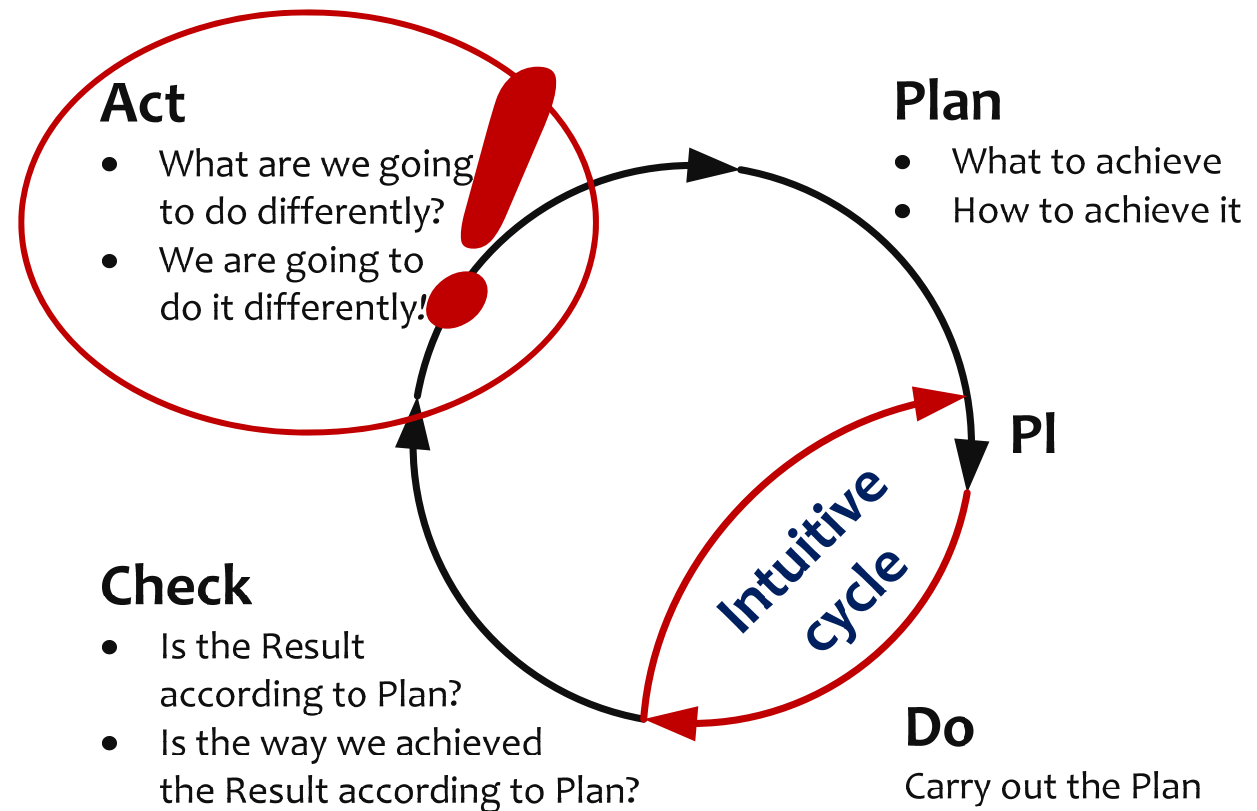 Act
• What are we going
to do differently?
• We are going to
do it differently!
Plan
• What to achieve
• How to achieve it
Pl
Intuitive
cycle
Check
• Is the Result
according to Plan?
• Is the way we achieved
the Result according to Plan?
Do
Carry out the Plan